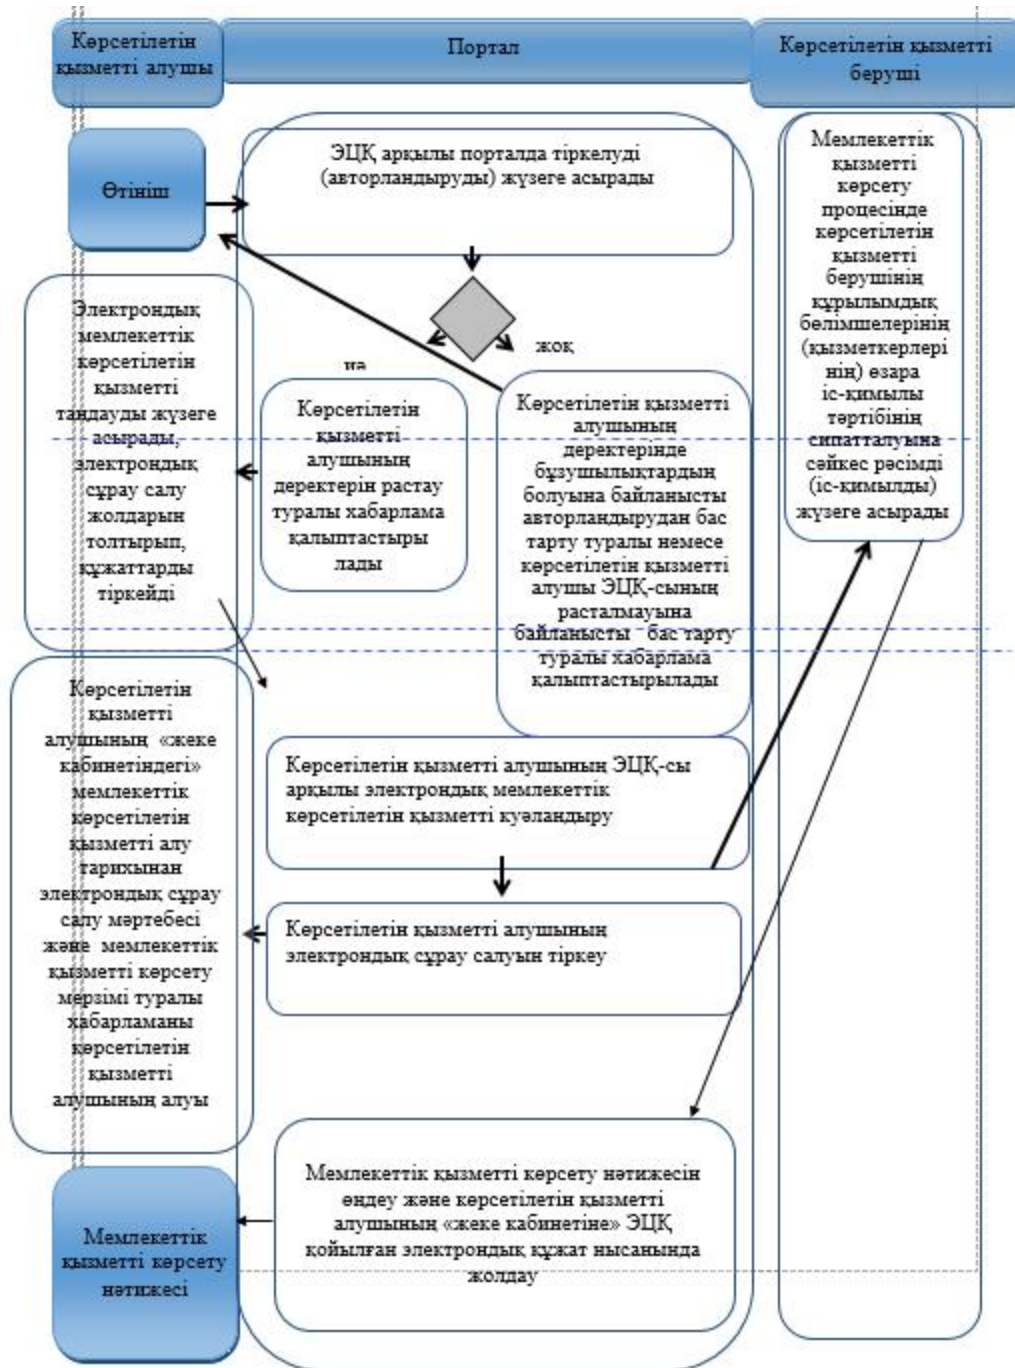 Көрсетілетін
қызметті алушы
Портал
Көрсетілетін қызметті
беруші
Өтініш
ЭЦҚ арқылы порталда тіркелуді
(авторландыруды) жүзеге асырады
Мемлекеттік
қызметті
көрсету
процесінде
көрсетілетін
қызметті
берушінің
құрылымдық
бөлімшелерінің
(қызметкерлері
нің) өзара
іс-қимылы
тәртібінің
сипатталуына
сәйкес рәсімді
(іс-қимылды)
жүзеге асырады
жоқ
иә
Электрондық
мемлекеттік
көрсетілетін
қызметті
таңдауды жүзеге
асырады,
электрондық
сұрау салу
жолдарын
толтырып,
құжаттарды
тіркейді
Көрсетілетін
қызметті
алушының
деректерін растау
туралы хабарлама
қалыптастыры
лады
Көрсетілетін қызметті
алушының
деректерінде
бұзушылықтардың
болуына байланысты
авторландырудан бас
тарту туралы немесе
көрсетілетін қызметті
алушы ЭЦҚ-сының
расталмауына
байланысты бас тарту
туралы хабарлама
қалыптастырылады
Көрсетілетін
қызметті
алушының «жеке
кабинетіндегі»
мемлекеттік
көрсетілетін
қызметті алу
тарихынан
электрондық сұрау
салу мәртебесі
және мемлекеттік
қызметті көрсету
мерзімі туралы
хабарламаны
көрсетілетін
қызметті
алушының алуы
Көрсетілетін қызметті алушының ЭЦҚ-сы
арқылы электрондық мемлекеттік
көрсетілетін қызметті куәландыру
Көрсетілетін қызметті алушының
электрондық сұрау салуын тіркеу
Мемлекеттік қызметті көрсету нәтижесін
өңдеу және көрсетілетін қызметті
алушының «жеке кабинетіне» ЭЦҚ
қойылған электрондық құжат нысанында
жолдау
Мемлекеттік
қызметті көрсету
нәтижесі